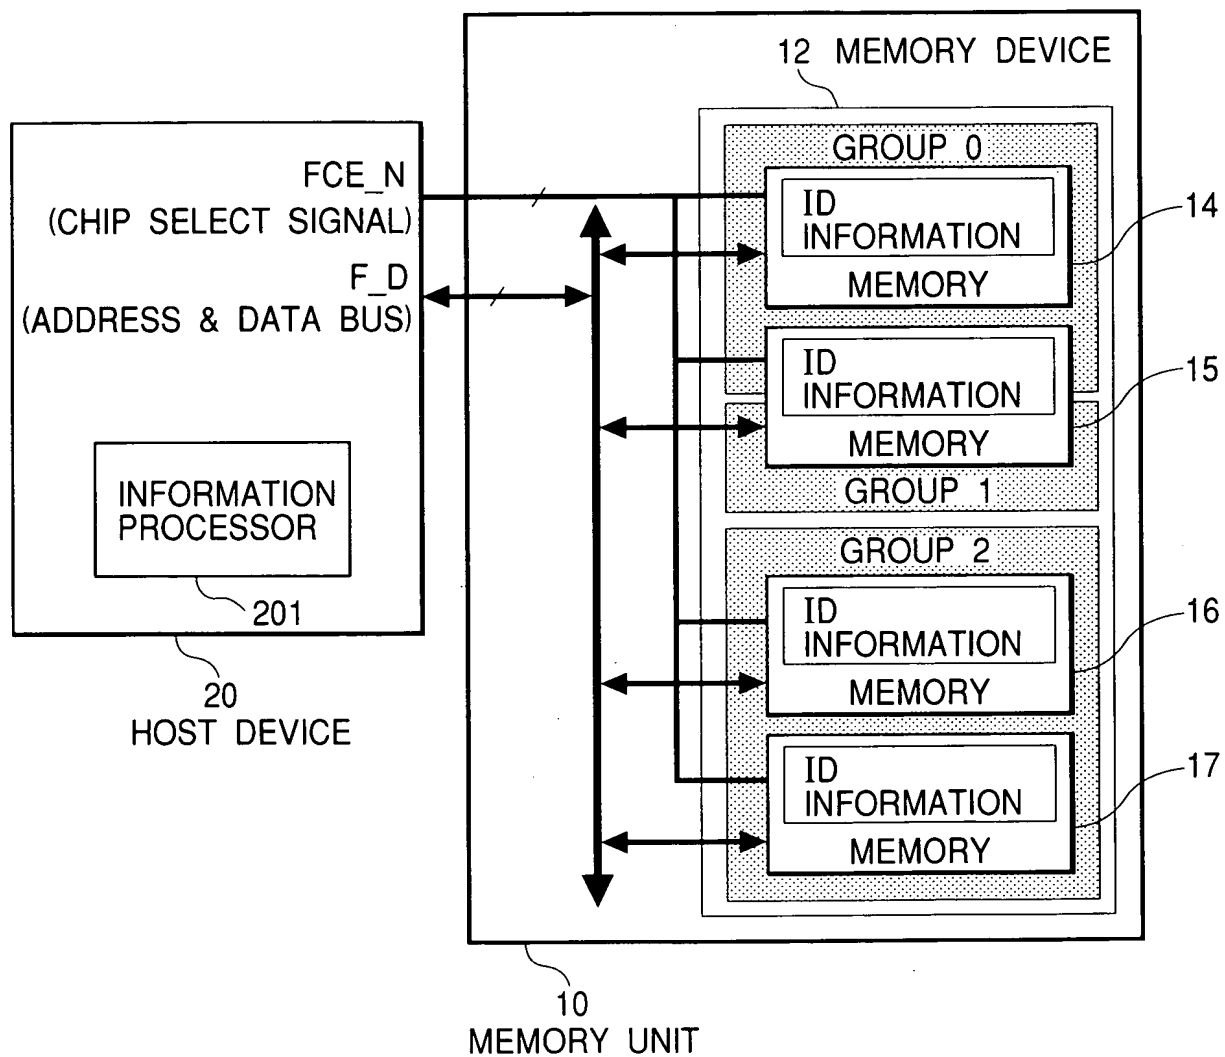 12 MEMORY DEVICE
GROUP 0
FCE_N
(CHIP SELECT SIGNAL)
F_D
(ADDRESS & DATA BUS)
ID
INFORMATION
MEMORY
14
ID
INFORMATION
MEMORY
15
GROUP 1
INFORMATION
PROCESSOR
201
GROUP 2
ID
INFORMATION
MEMORY
16
20
HOST DEVICE
ID
INFORMATION
MEMORY
17
10
MEMORY UNIT